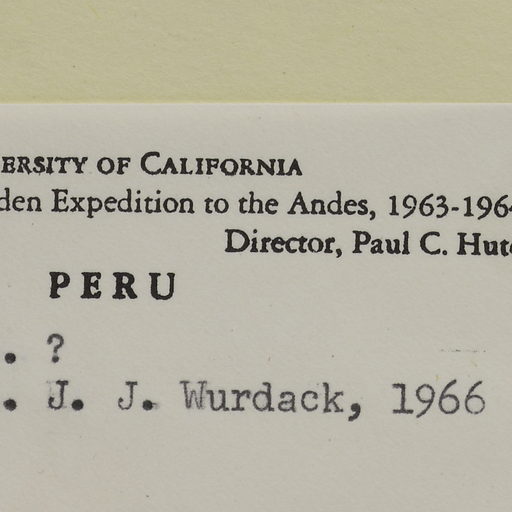 ERSITY OF CALIFORNIA
den Expedition to the Andes, 1963-196
Director, Paul C. Hut
PERU
. ?
. J. J. Wurdack, 1966